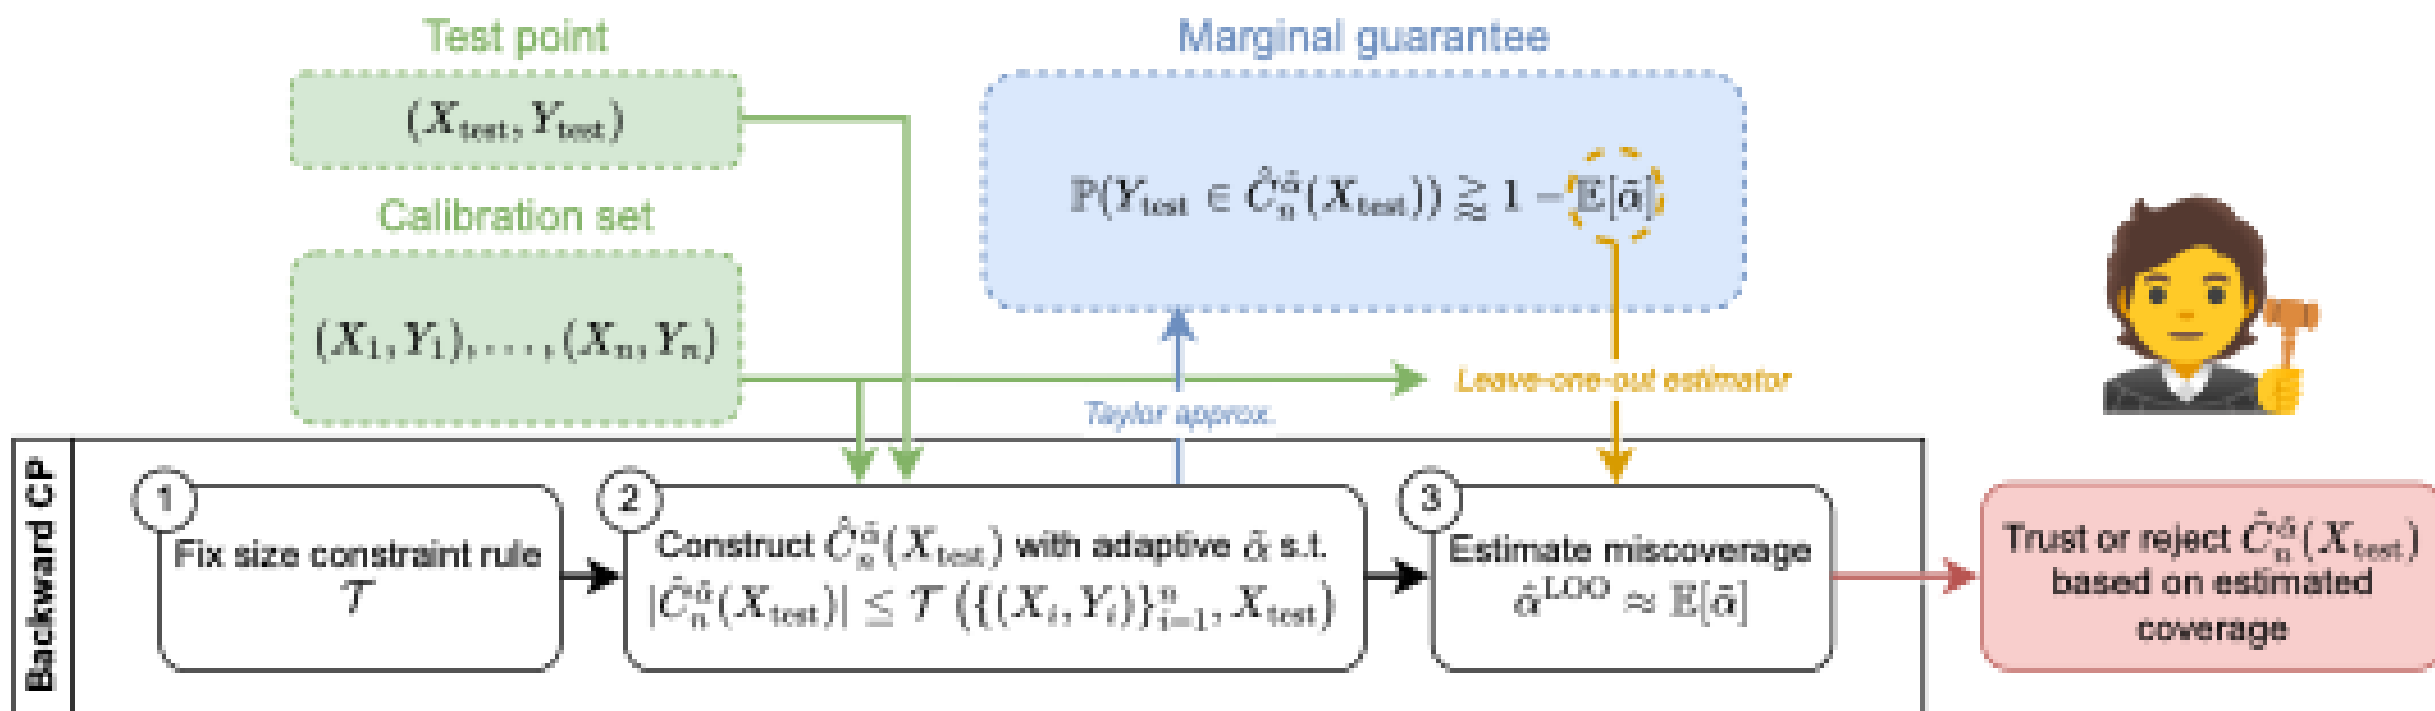 Test point
(X_test, Y_test)
Calibration set
(X_1, Y_1), . . . , (X_n, Y_n)
Marginal guarantee
ℙ(Y_test ∈ Ĉ_n^α̃(X_test)) ⪆ 1 − 𝔼[α̃]
Leave-one-out estimator
Taylor approx.
Backward CP
1
Fix size constraint rule
𝒯
2
Construct Ĉ_n^α̃(X_test) with adaptive α̃ s.t.
|Ĉ_n^α̃(X_test)| ≤ 𝒯({(X_i, Y_i)}_{i=1}^n, X_test)
3
Estimate miscoverage
α̂^LOO ≈ 𝔼[α̃]
Trust or reject Ĉ_n^α̃(X_test)
based on estimated
coverage